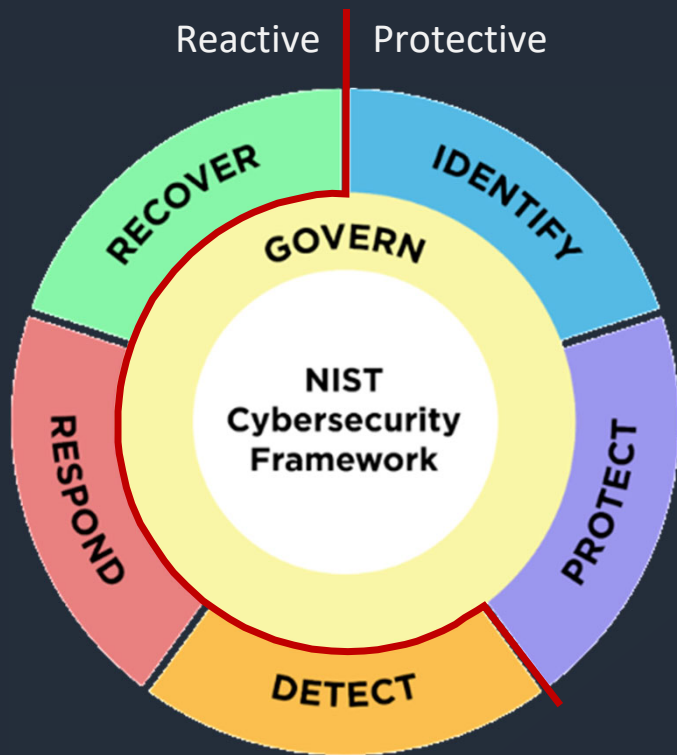 Reactive
Protective
RECOVER
IDENTIFY
GOVERN
NIST
Cybersecurity
Framework
RESPOND
PROTECT
DETECT